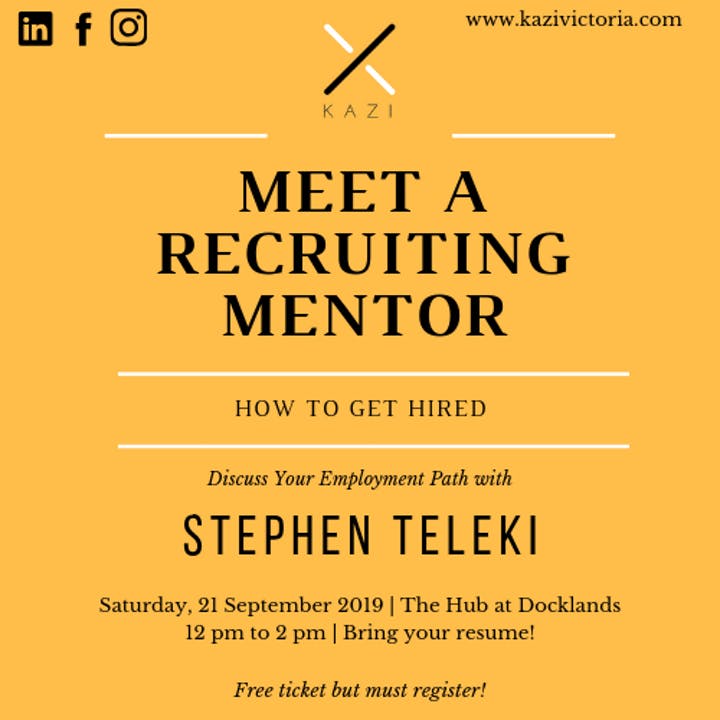 www.kazivictoria.com
KAZI
MEET A
RECRUITING
MENTOR
HOW TO GET HIRED
Discuss Your Employment Path with
STEPHEN TELEKI
Saturday, 21 September 2019 | The Hub at Docklands
12 pm to 2 pm | Bring your resume!
Free ticket but must register!